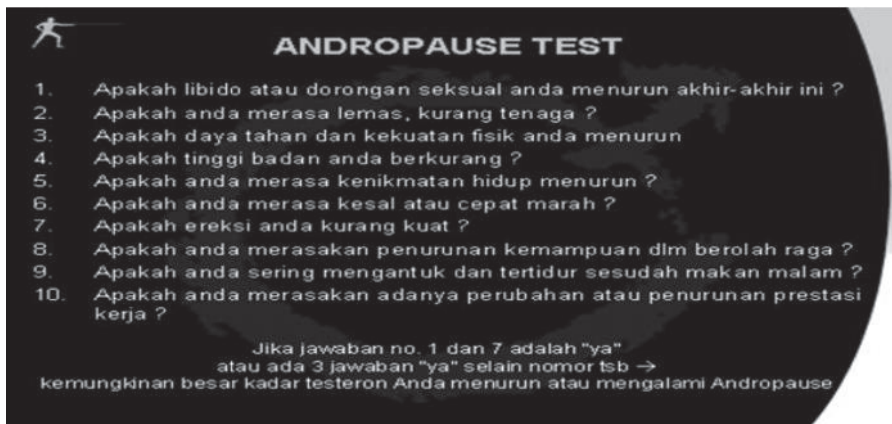 ANDROPAUSE TEST
1. Apakah libido atau dorongan seksual anda menurun akhir-akhir ini ?
2. Apakah anda merasa lemas, kurang tenaga ?
3. Apakah daya tahan dan kekuatan fisik anda menurun
4. Apakah tinggi badan anda berkurang ?
5. Apakah anda merasa kenikmatan hidup menurun ?
6. Apakah anda merasa kesal atau cepat marah ?
7. Apakah ereksi anda kurang kuat ?
8. Apakah anda merasakan penurunan kemampuan dlm berolah raga ?
9. Apakah anda sering mengantuk dan tertidur sesudah makan malam ?
10. Apakah anda merasakan adanya perubahan atau penurunan prestasi
kerja ?
Jika jawaban no. 1 dan 7 adalah "ya"
atau ada 3 jawaban "ya" selain nomor tsb →
kemungkinan besar kadar testeron Anda menurun atau mengalami Andropause